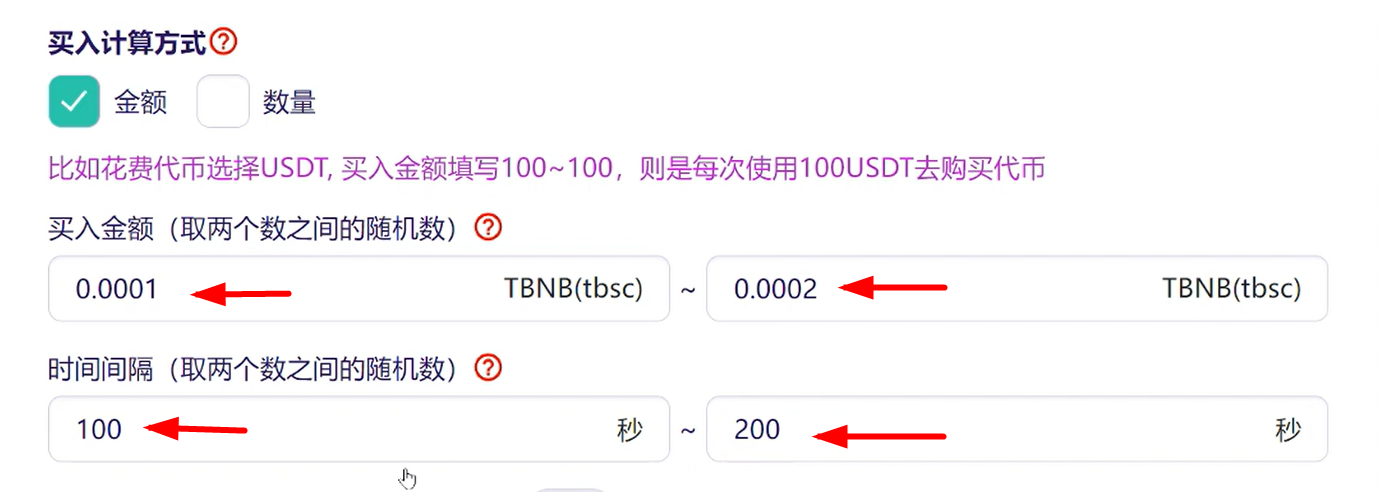 买入计算方式?
金额 数量
比如花费代币选择USDT, 买入金额填写100~100，则是每次使用100USDT去购买代币
买入金额（取两个数之间的随机数）?
0.0001 TBNB(tbsc) ~ 0.0002 TBNB(tbsc)
时间间隔（取两个数之间的随机数）?
100 秒 ~ 200 秒